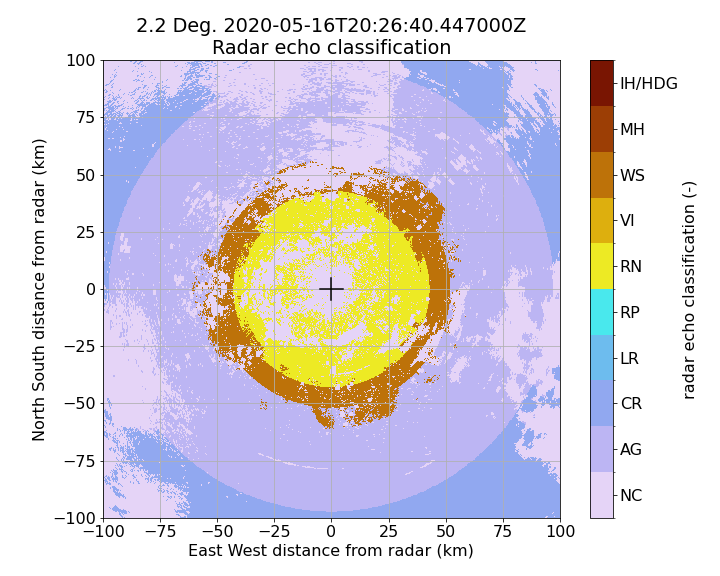 2.2 Deg. 2020-05-16T20:26:40.447000Z
Radar echo classification
100
75
50
25
0
−25
−50
−75
−100
North South distance from radar (km)
−100 −75 −50 −25 0 25 50 75 100
East West distance from radar (km)
IH/HDG
MH
WS
VI
RN
RP
LR
CR
AG
NC
radar echo classification (-)